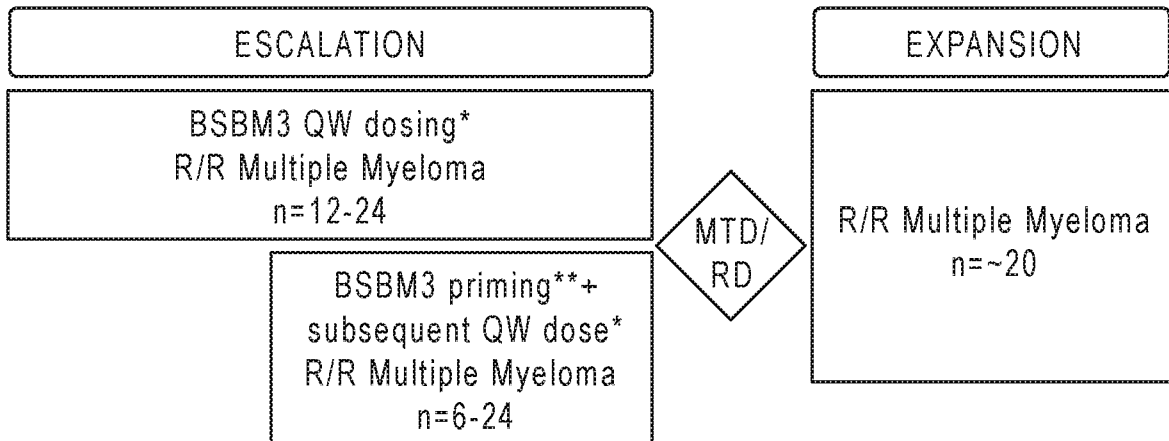 ESCALATION
BSBM3 QW dosing*
R/R Multiple Myeloma
n=12-24
BSBM3 priming**+
subsequent QW dose*
R/R Multiple Myeloma
n=6-24
MTD/
RD
EXPANSION
R/R Multiple Myeloma
n=~20